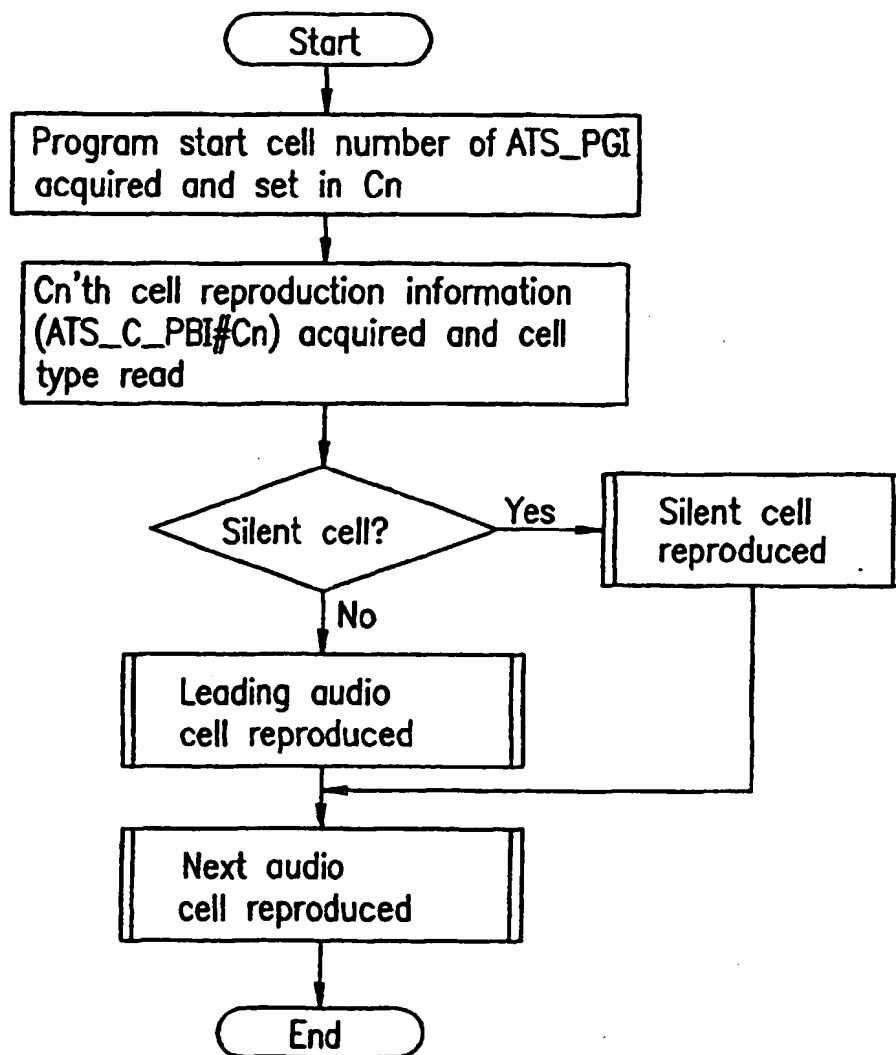 Start
Program start cell number of ATS_PGI
acquired and set in Cn
Cn'th cell reproduction information
(ATS_C_PBI#Cn) acquired and cell
type read
Silent cell?
Yes
Silent cell
reproduced
No
Leading audio
cell reproduced
Next audio
cell reproduced
End